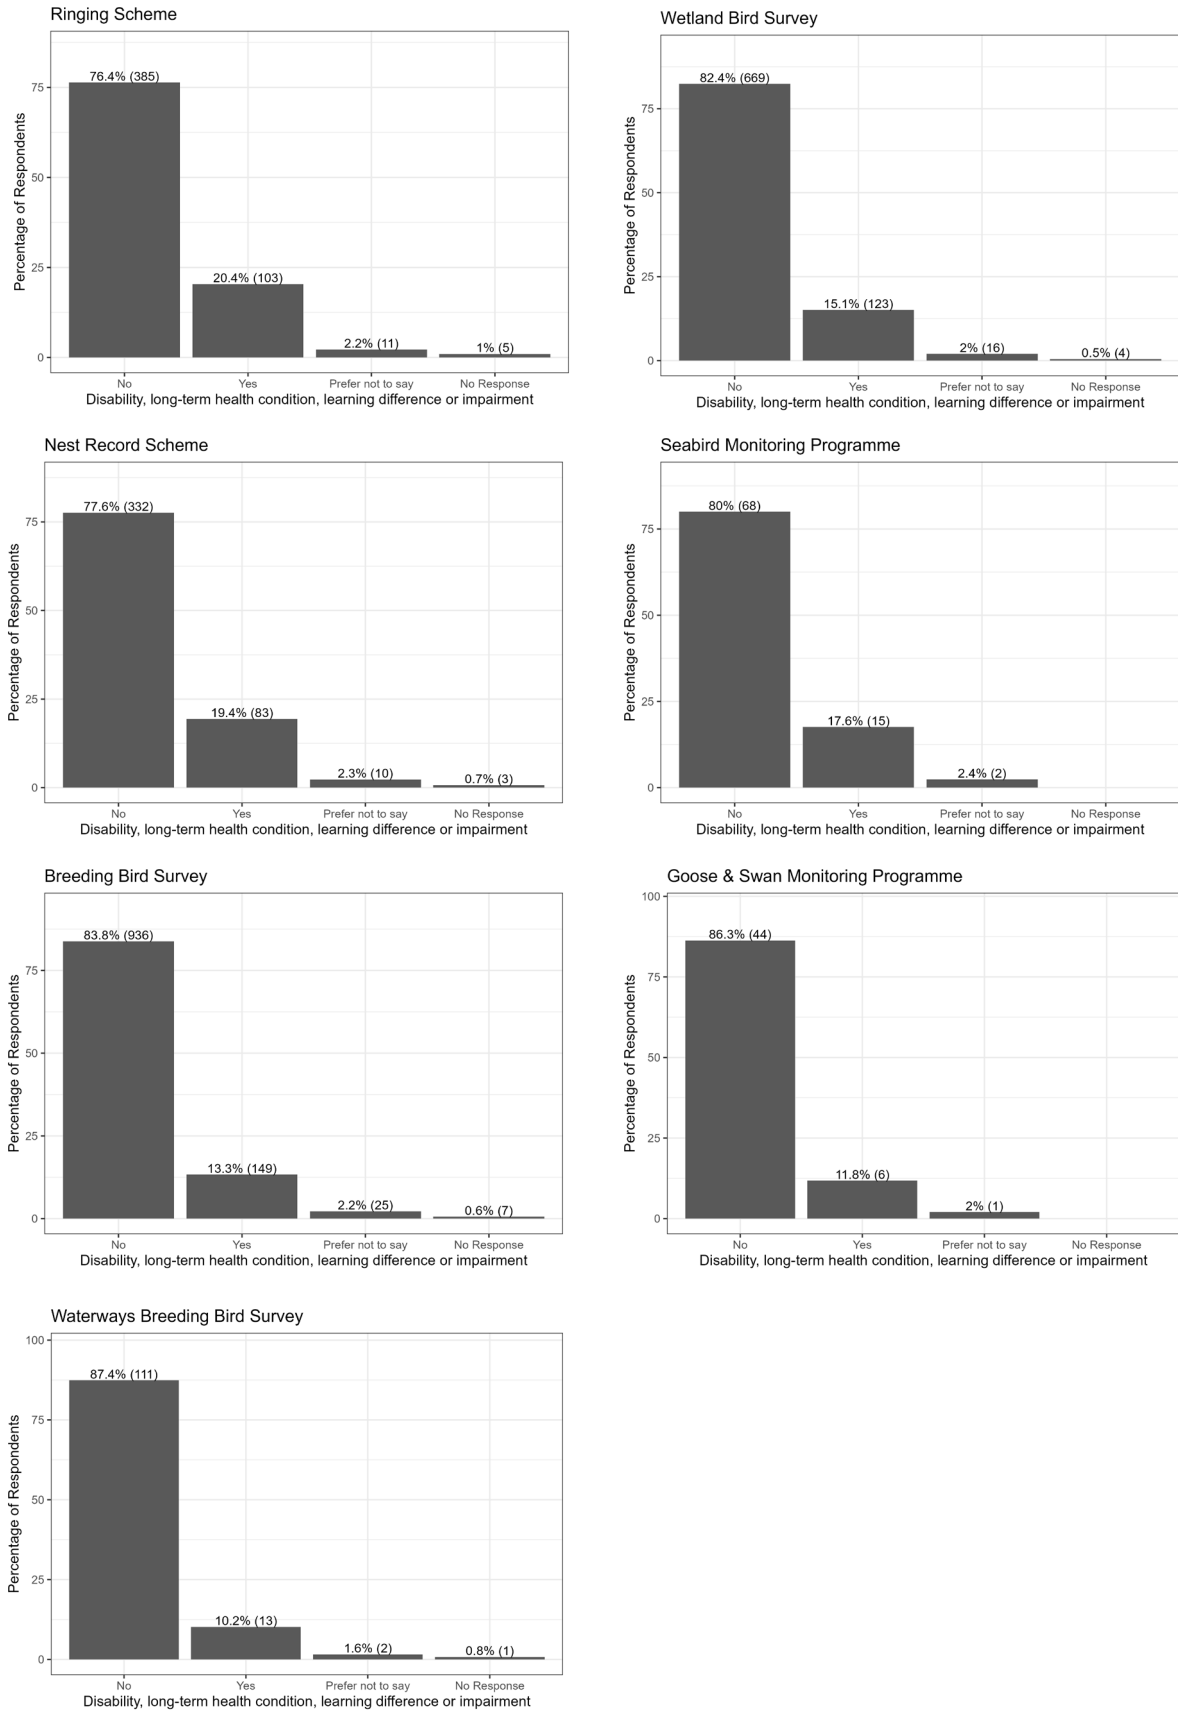 Ringing Scheme
Percentage of Respondents
75
50
25
0
76.4% (385)
20.4% (103)
2.2% (11)
1% (5)
No Yes Prefer not to say No Response
Disability, long-term health condition, learning difference or impairment
Wetland Bird Survey
Percentage of Respondents
75
50
25
0
82.4% (669)
15.1% (123)
2% (16)
0.5% (4)
No Yes Prefer not to say No Response
Disability, long-term health condition, learning difference or impairment
Nest Record Scheme
Percentage of Respondents
75
50
25
0
77.6% (332)
19.4% (83)
2.3% (10)
0.7% (3)
No Yes Prefer not to say No Response
Disability, long-term health condition, learning difference or impairment
Seabird Monitoring Programme
Percentage of Respondents
75
50
25
0
80% (68)
17.6% (15)
2.4% (2)
No Yes Prefer not to say No Response
Disability, long-term health condition, learning difference or impairment
Breeding Bird Survey
Percentage of Respondents
75
50
25
0
83.8% (936)
13.3% (149)
2.2% (25)
0.6% (7)
No Yes Prefer not to say No Response
Disability, long-term health condition, learning difference or impairment
Goose & Swan Monitoring Programme
Percentage of Respondents
100
75
50
25
0
86.3% (44)
11.8% (6)
2% (1)
No Yes Prefer not to say No Response
Disability, long-term health condition, learning difference or impairment
Waterways Breeding Bird Survey
Percentage of Respondents
100
75
50
25
0
87.4% (111)
10.2% (13)
1.6% (2)
0.8% (1)
No Yes Prefer not to say No Response
Disability, long-term health condition, learning difference or impairment